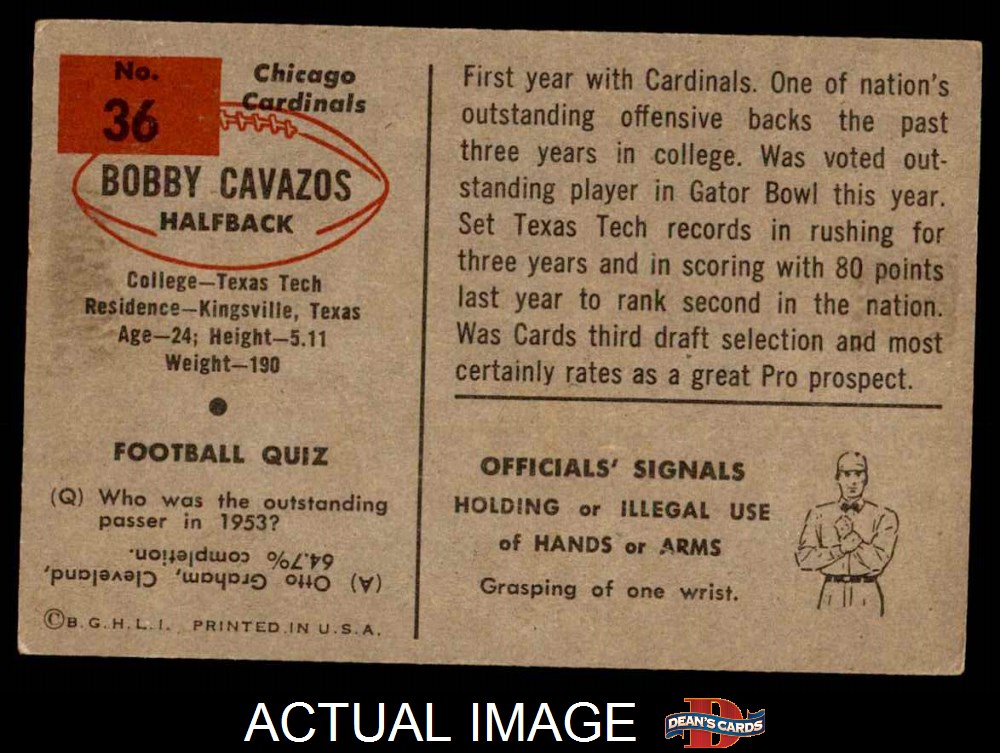 No.
36
Chicago
Cardinals
BOBBY CAVAZOS
HALFBACK
College—Texas Tech
Residence—Kingsville, Texas
Age—24; Height—5.11
Weight—190
FOOTBALL QUIZ
(Q) Who was the outstanding
passer in 1953?
(A) Otto Graham, Cleveland,
64.7% completion.
©B.G.H.L.I. PRINTED IN U.S.A.
First year with Cardinals. One of nation's
outstanding offensive backs the past
three years in college. Was voted out-
standing player in Gator Bowl this year.
Set Texas Tech records in rushing for
three years and in scoring with 80 points
last year to rank second in the nation.
Was Cards third draft selection and most
certainly rates as a great Pro prospect.
OFFICIALS' SIGNALS
HOLDING or ILLEGAL USE
of HANDS or ARMS
Grasping of one wrist.
ACTUAL IMAGE
D
DEAN'S CARDS